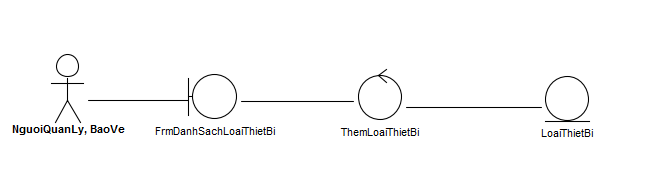 NguoiQuanLy, BaoVe
FrmDanhSachLoaiThietBi
ThemLoaiThietBi
LoaiThietBi